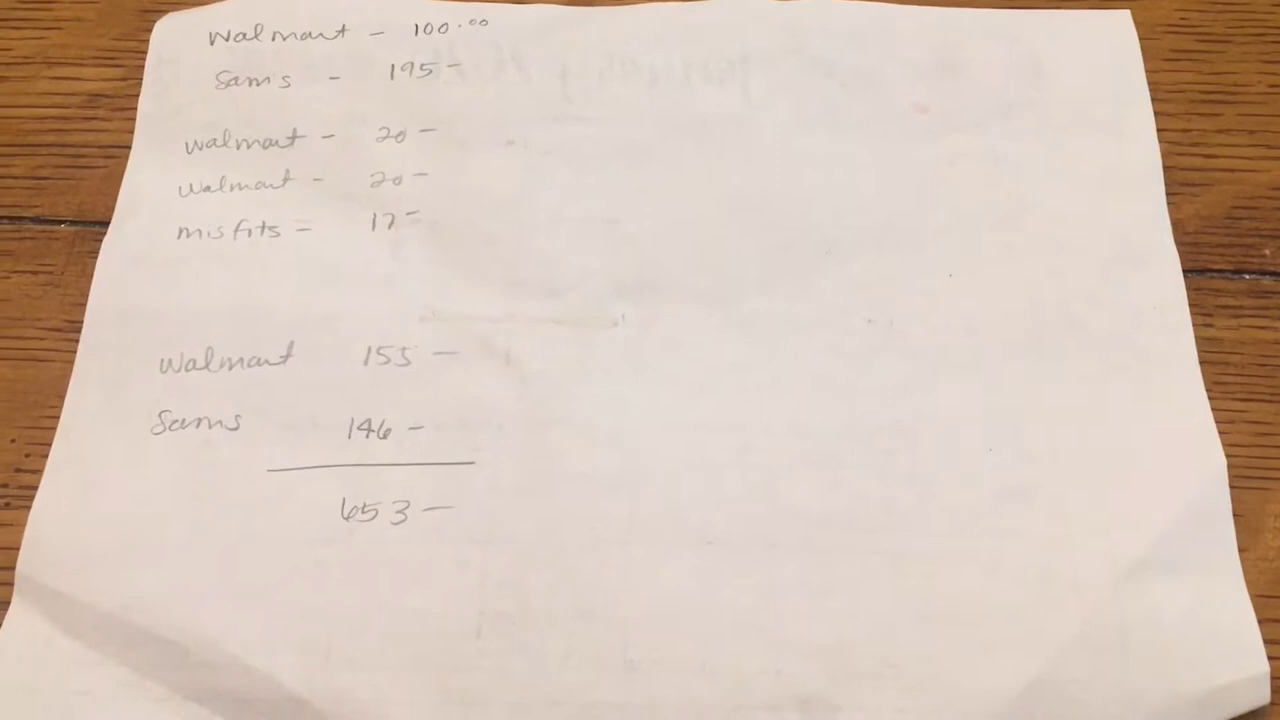 Walmart - 100.00
Sams - 195-
Walmart - 20-
Walmart - 20-
misfits = 17-
Walmart 155 -
Sams 146 -
653 -